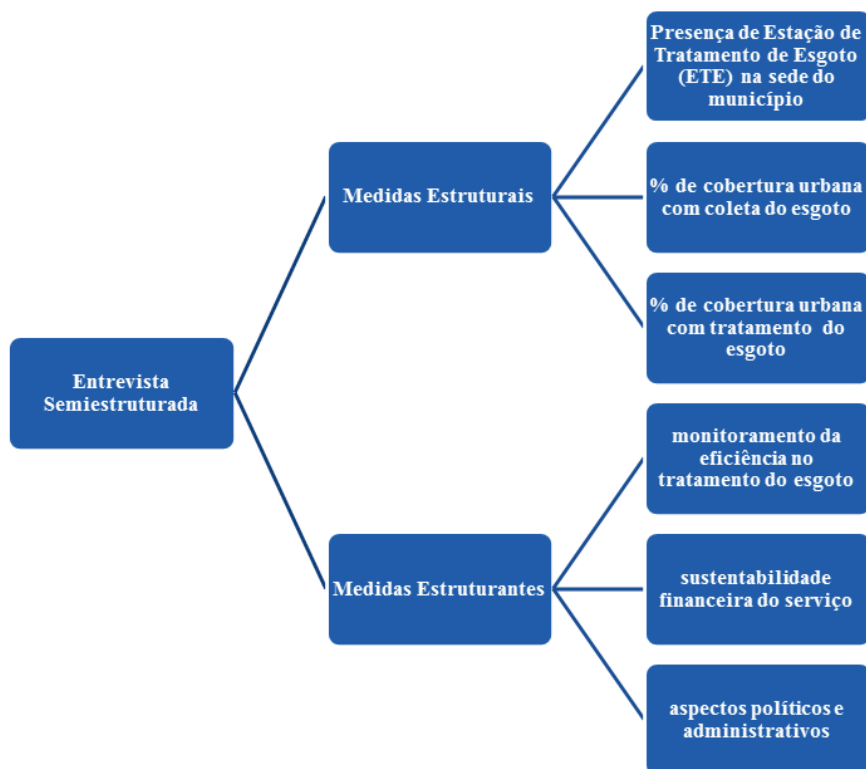 Entrevista
Semiestruturada
Medidas Estruturais
Presença de Estação de
Tratamento de Esgoto
(ETE) na sede do
município
% de cobertura urbana
com coleta do esgoto
% de cobertura urbana
com tratamento do
esgoto
Medidas Estruturantes
monitoramento da
eficiência no
tratamento do esgoto
sustentabilidade
financeira do serviço
aspectos políticos e
administrativos